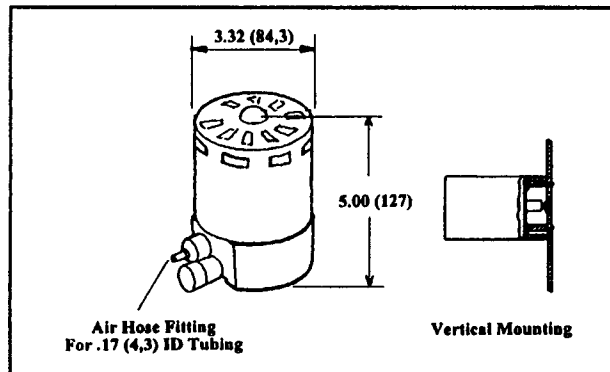 3.32 (84,3)
5.00 (127)
Air Hose Fitting
For .17 (4,3) ID Tubing
Vertical Mounting